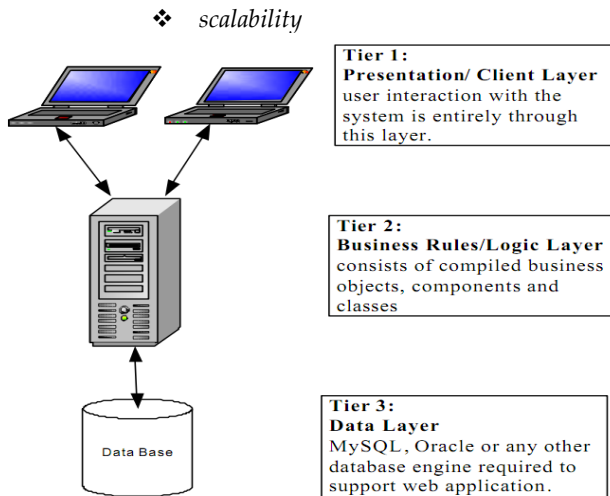 ❖ scalability
Tier 1:
Presentation/ Client Layer
user interaction with the
system is entirely through
this layer.
Tier 2:
Business Rules/Logic Layer
consists of compiled business
objects, components and
classes
Tier 3:
Data Layer
MySQL, Oracle or any other
database engine required to
support web application.
Data Base